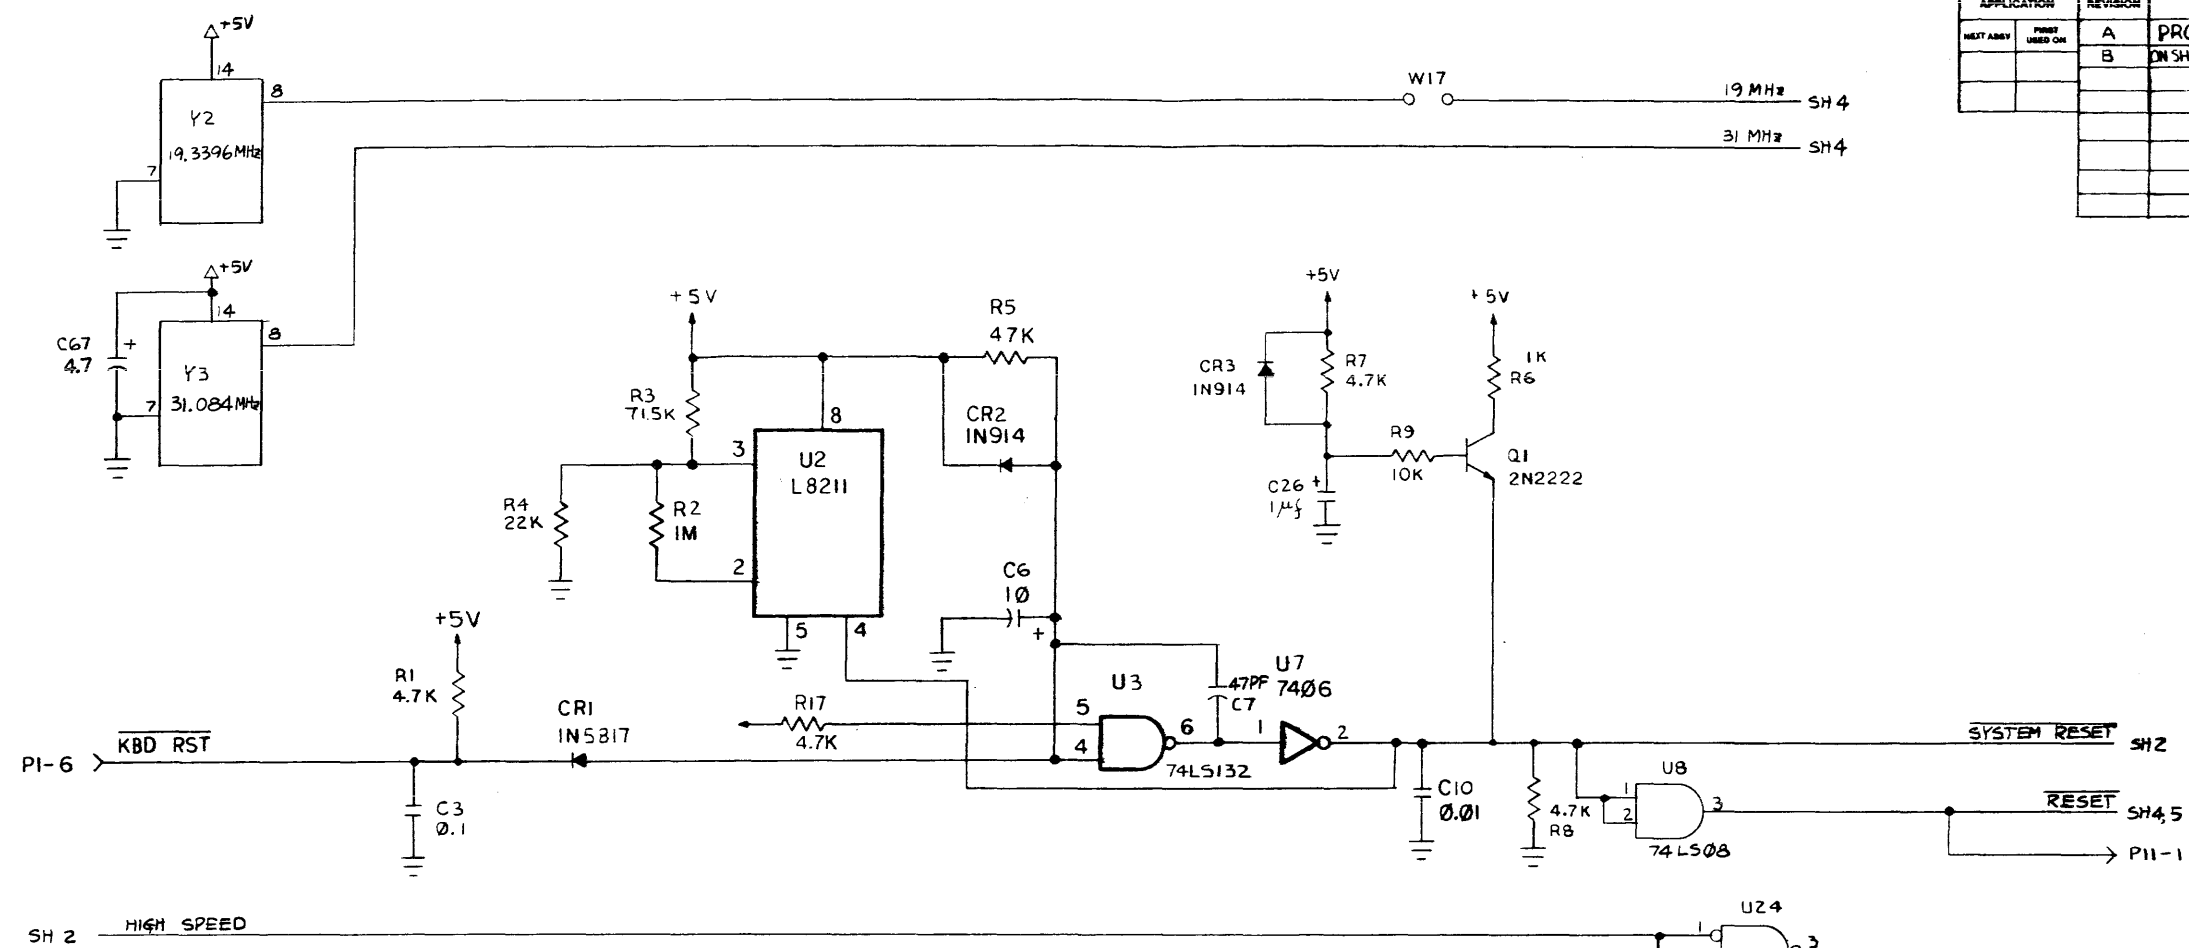 +5V
14
8
Y2
19.3396MHz
7
W17
19 MHz
SH4
31 MHz
SH4
APPLICATION
REVISION
NEXT ASSY
FIRST USED ON
A
PRO
B
ON SH
+5V
14
8
C67
+
4.7
Y3
31.084MHz
7
+5V
R3
71.5K
R5
47K
8
CR2
1N914
3
U2
L8211
R4
22K
R2
1M
2
5
4
C6
10
+
+5V
CR3
1N914
R7
4.7K
+5V
1K
R6
R9
10K
Q1
2N2222
C26
+
1µf
+5V
R1
4.7K
CR1
1N5817
KBD RST
P1-6
C3
0.1
R17
4.7K
U3
5
4
6
74LS132
47PF
C7
U7
7406
1
2
SYSTEM RESET
SH2
C10
0.01
4.7K
R8
U8
1
2
3
74LS08
RESET
SH4,5
P11-1
SH 2
HIGH SPEED
U24
1
3